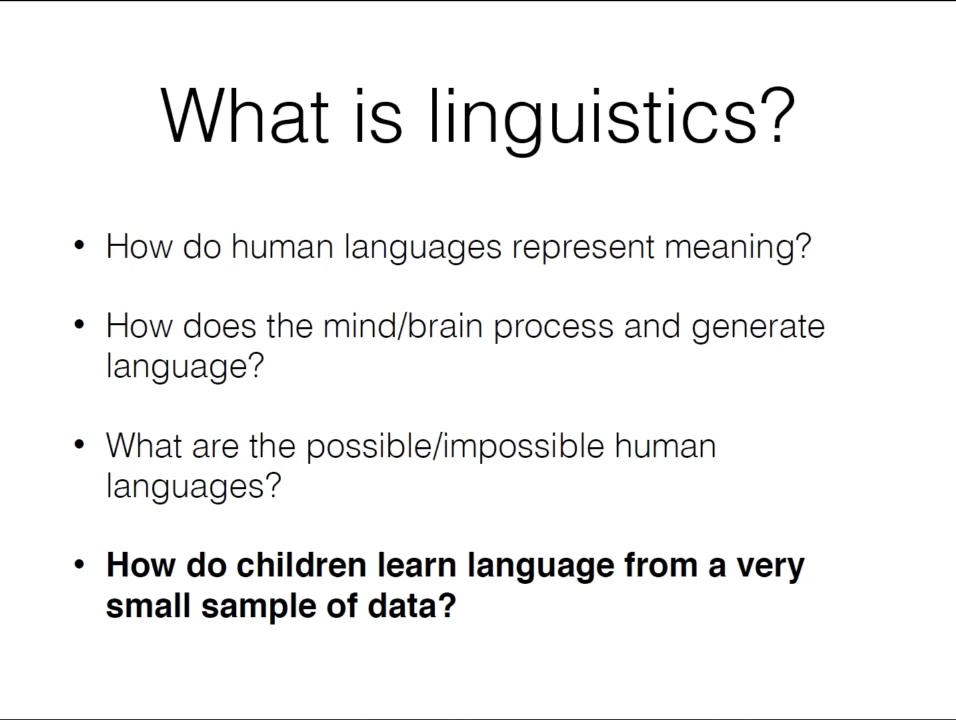 What is linguistics?
• How do human languages represent meaning?
• How does the mind/brain process and generate
language?
• What are the possible/impossible human
languages?
• How do children learn language from a very
small sample of data?